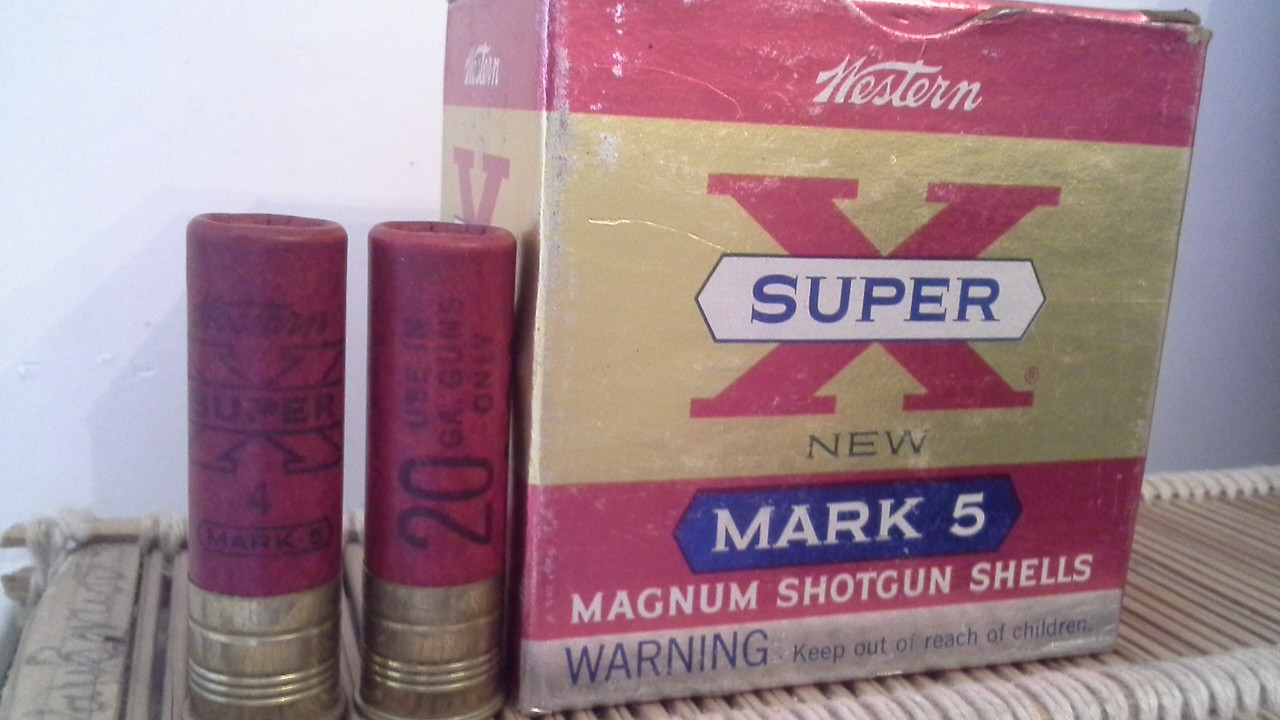 Western
X
Western
SUPER
4
MARK 5
USE IN
20 GA. GUNS
ONLY
Western
X
SUPER
®
NEW
MARK 5
MAGNUM SHOTGUN SHELLS
WARNING Keep out of reach of children.